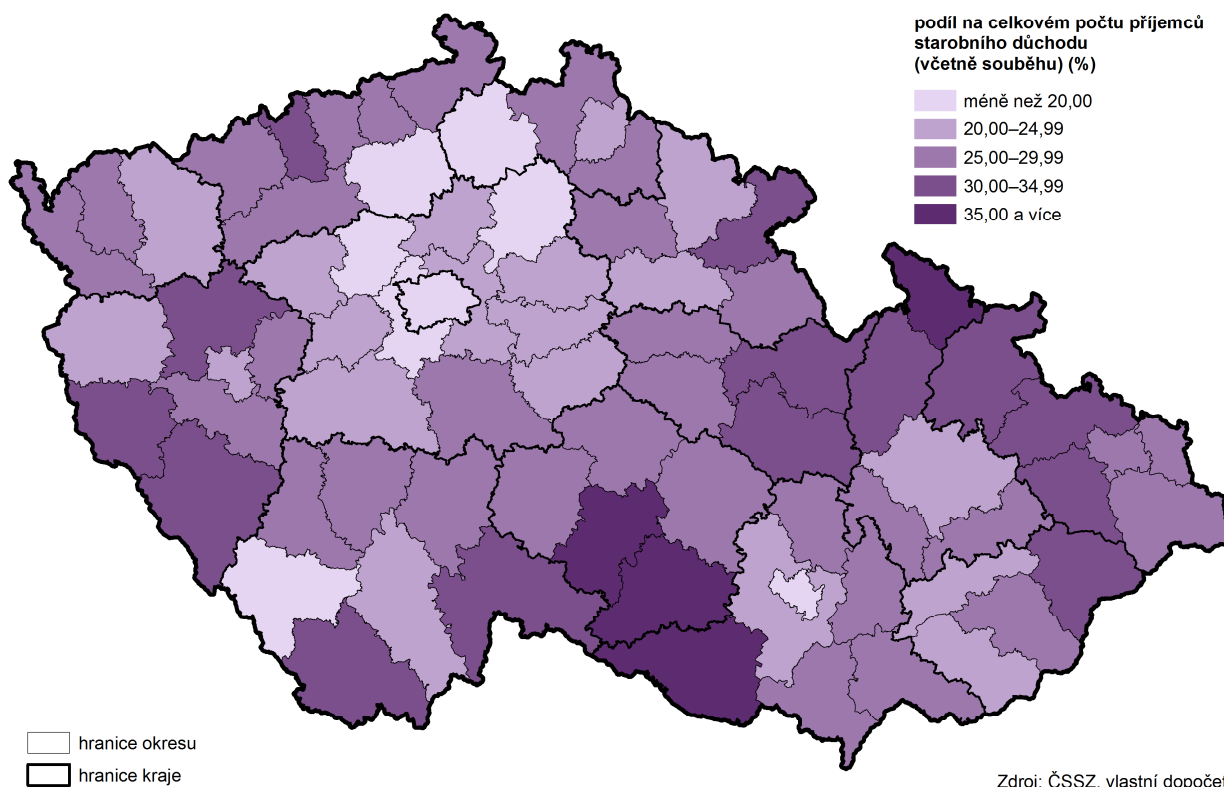 podíl na celkovém počtu příjemců
starobního důchodu
(včetně souběhu) (%)
méně než 20,00
20,00–24,99
25,00–29,99
30,00–34,99
35,00 a více
hranice okresu
hranice kraje
Zdroj: ČSSZ, vlastní dopočet